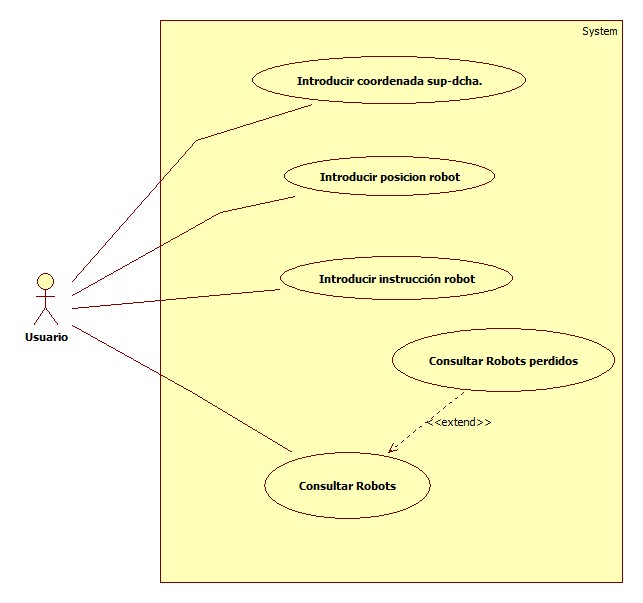 System
Introducir coordenada sup-dcha.
Introducir posicion robot
Introducir instrucción robot
Usuario
Consultar Robots perdidos
<<extend>>
Consultar Robots